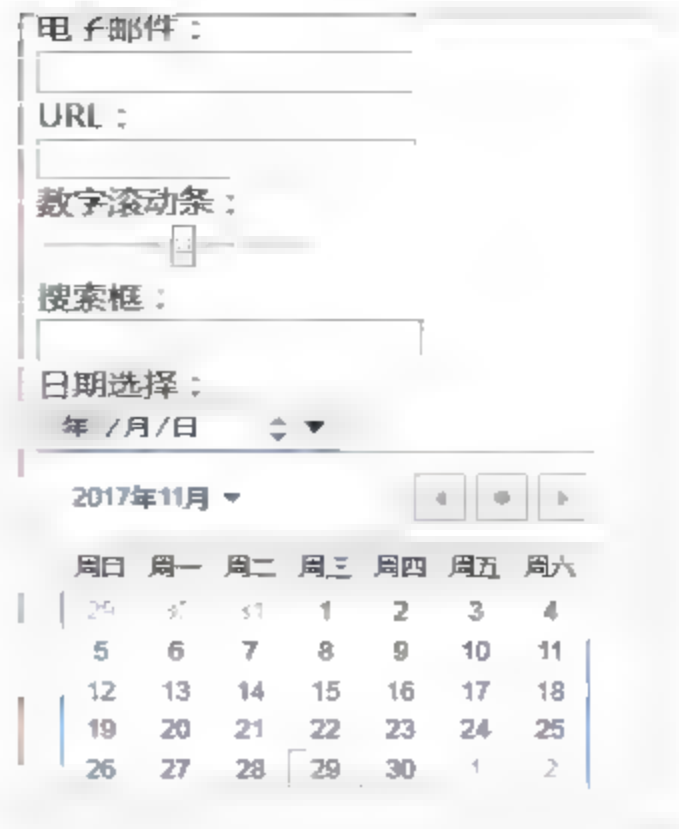 电子邮件：
URL：
数字滚动条：
搜索框：
日期选择：
年 /月/日
2017年11月
周日 周一 周二 周三 周四 周五 周六
29 30 31 1 2 3 4
5 6 7 8 9 10 11
12 13 14 15 16 17 18
19 20 21 22 23 24 25
26 27 28 29 30 1 2